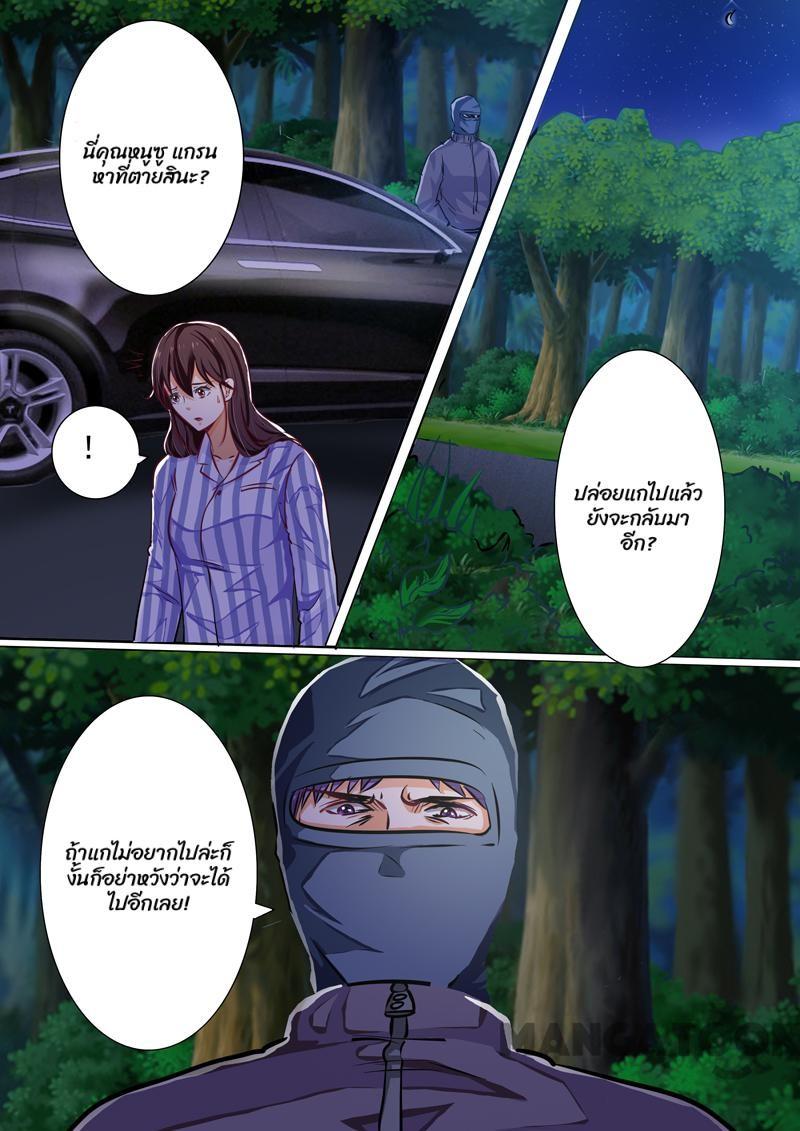 นี่คุณหนูซู แกรน
หาที่ตายสินะ?
!
ปล่อยแกไปแล้ว
ยังจะกลับมา
อีก?
ถ้าแกไม่อยากไปล่ะก็
งั้นก็อย่าหวังว่าจะได้
ไปอีกเลย!
MANGATOON